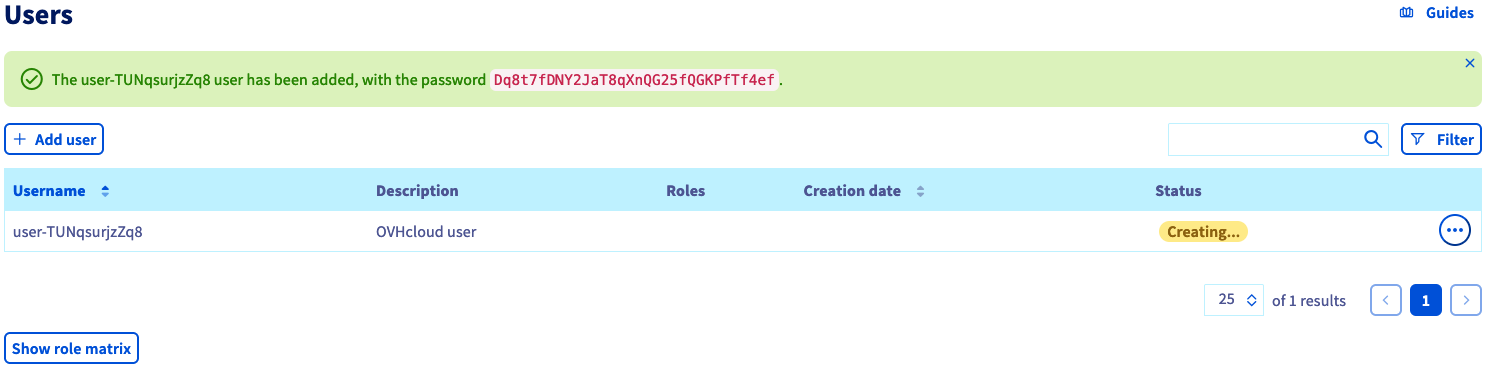 Users
Guides
The user-TUNqsurjzZq8 user has been added, with the password Dq8t7fDNY2JaT8qXnQG25fQGKPfTf4ef.
Add user
Filter
Username Description Roles Creation date Status
user-TUNqsurjzZq8 OVHcloud user Creating...
25 of 1 results 1
Show role matrix